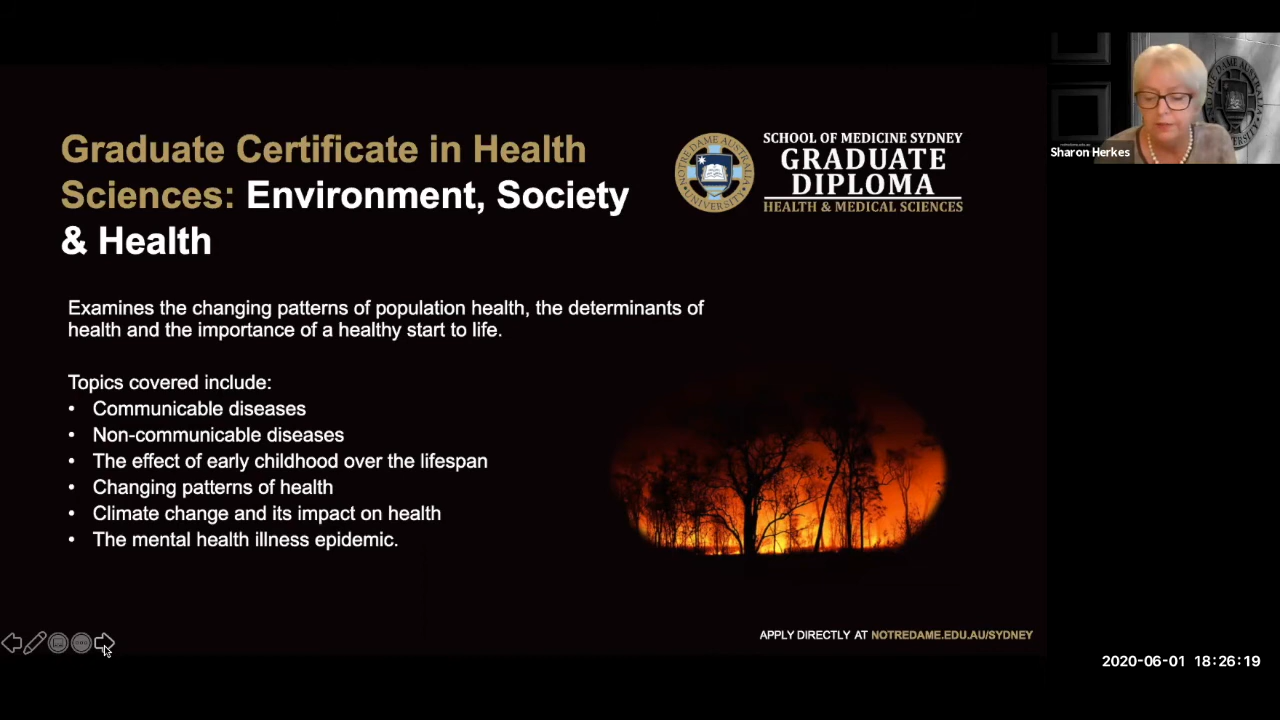 Graduate Certificate in Health
Sciences: Environment, Society
& Health
NOTRE DAME AUSTRALIA
UNIVERSITY
SCHOOL OF MEDICINE SYDNEY
GRADUATE
DIPLOMA
HEALTH & MEDICAL SCIENCES
Sharon Herkes
Examines the changing patterns of population health, the determinants of
health and the importance of a healthy start to life.
Topics covered include:
• Communicable diseases
• Non-communicable diseases
• The effect of early childhood over the lifespan
• Changing patterns of health
• Climate change and its impact on health
• The mental health illness epidemic.
APPLY DIRECTLY AT NOTREDAME.EDU.AU/SYDNEY
2020-06-01 18:26:19